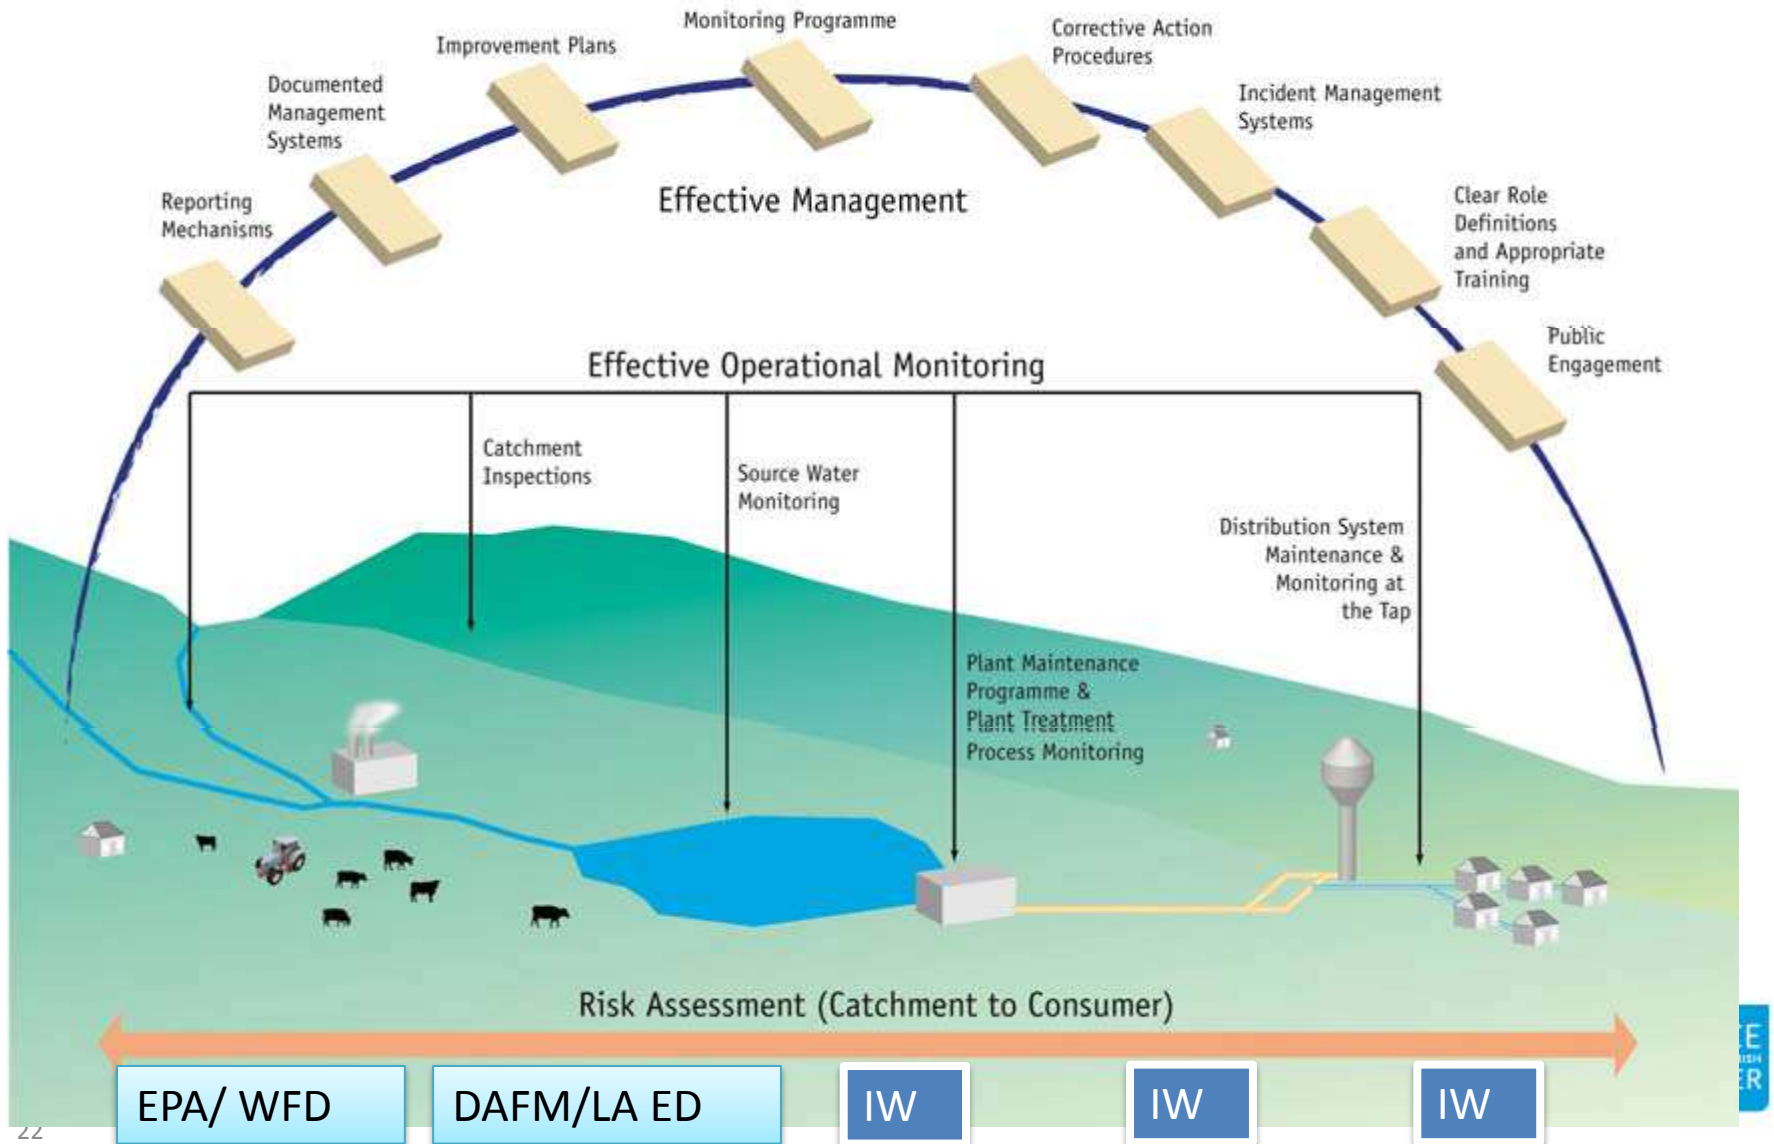 Monitoring Programme
Improvement Plans
Corrective Action
Procedures
Documented
Management
Systems
Incident Management
Systems
Reporting
Mechanisms
Effective Management
Clear Role
Definitions
and Appropriate
Training
Public
Engagement
Effective Operational Monitoring
Catchment
Inspections
Source Water
Monitoring
Distribution System
Maintenance &
Monitoring at
the Tap
Plant Maintenance
Programme &
Plant Treatment
Process Monitoring
Risk Assessment (Catchment to Consumer)
EPA/ WFD
DAFM/LA ED
IW
IW
IW
22